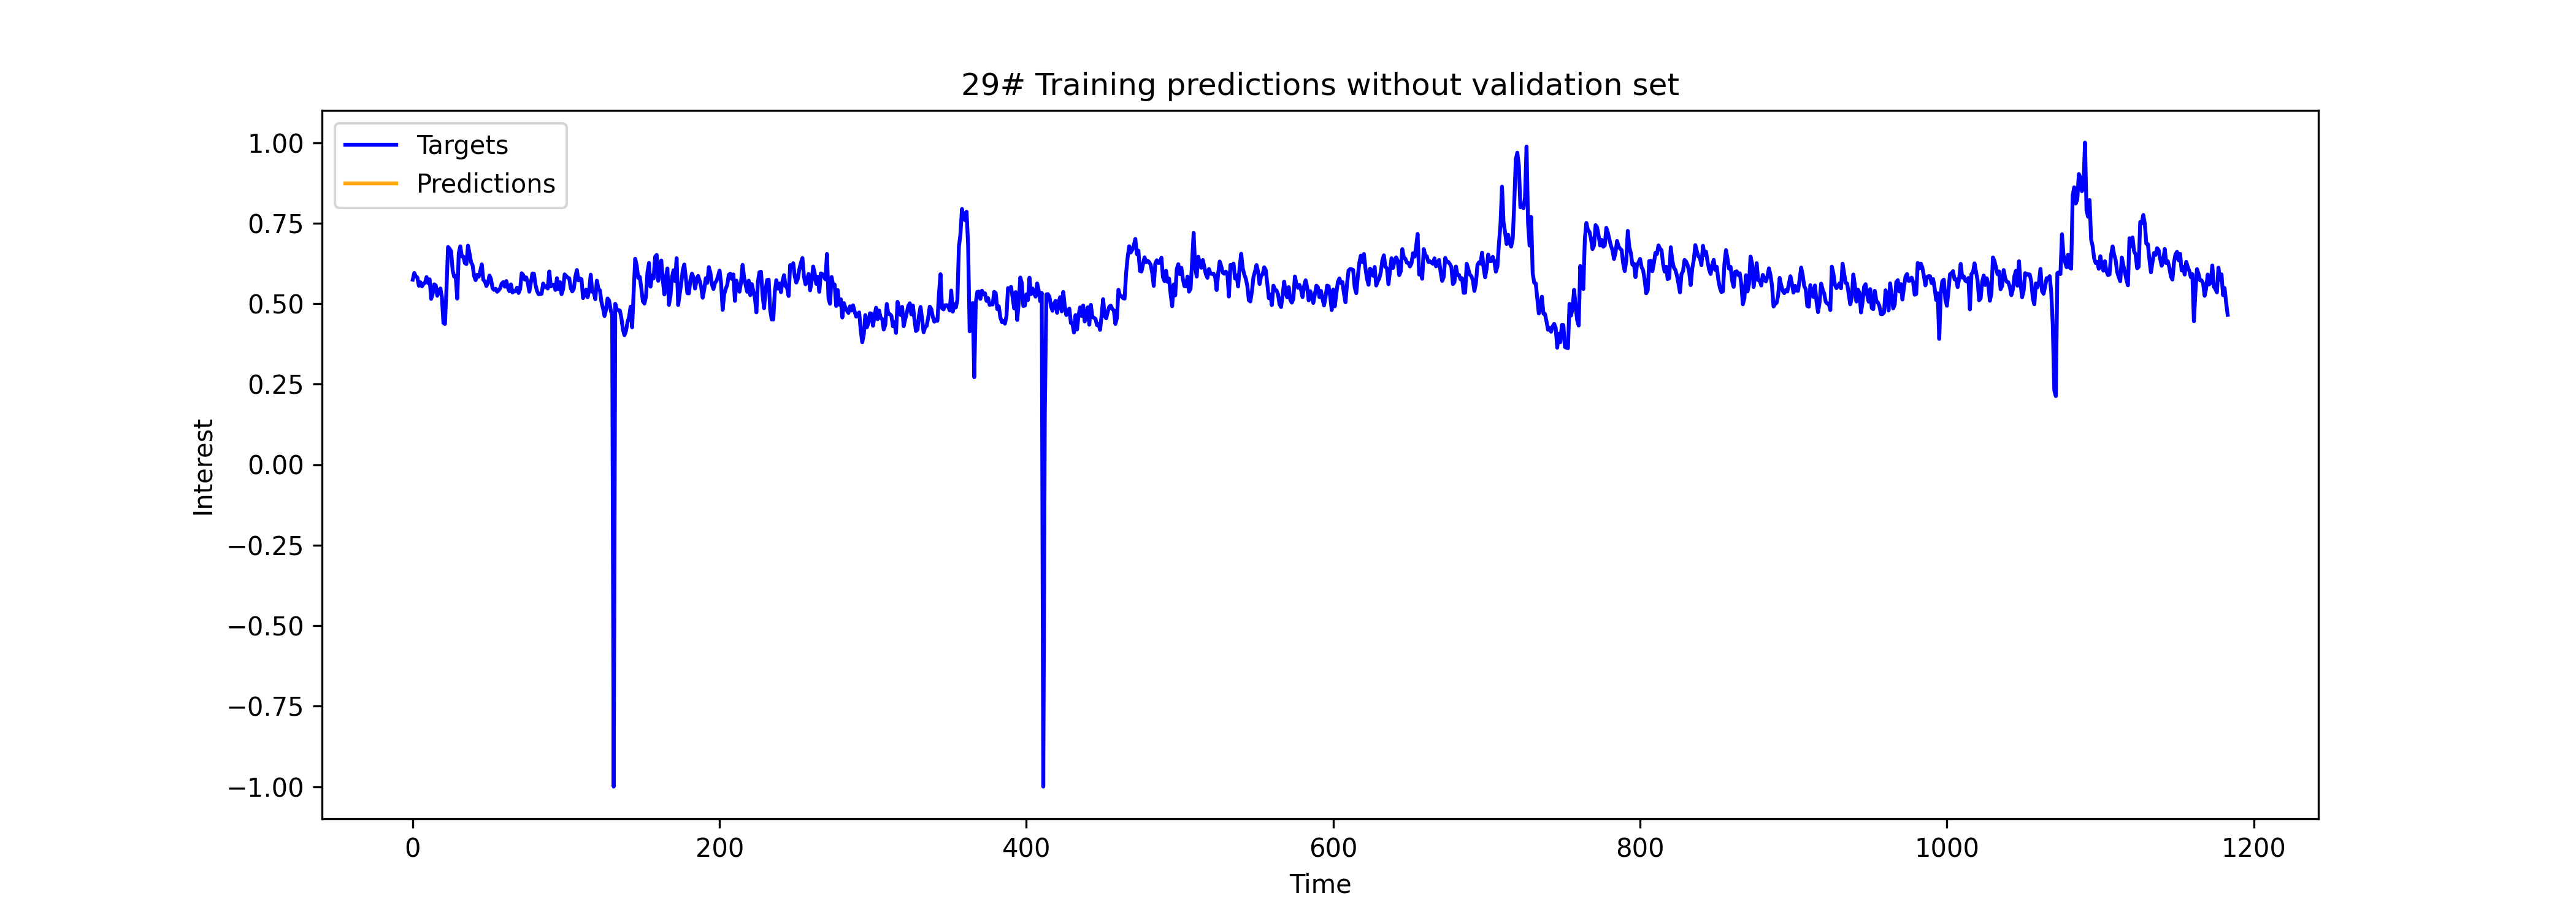 29# Training predictions without validation set
Targets
Predictions
1.00
0.75
0.50
0.25
0.00
−0.25
−0.50
−0.75
−1.00
Interest
0 200 400 600 800 1000 1200
Time